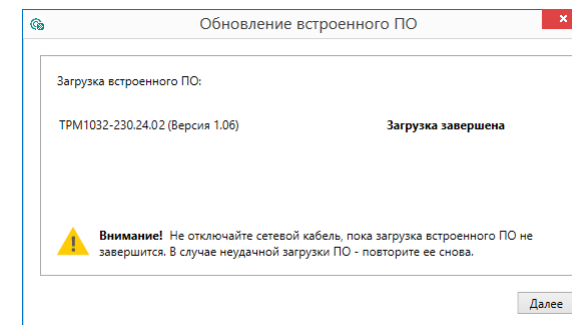 Обновление встроенного ПО
Загрузка встроенного ПО:
ТРМ1032-230.24.02 (Версия 1.06) Загрузка завершена
Внимание! Не отключайте сетевой кабель, пока загрузка встроенного ПО не
завершится. В случае неудачной загрузки ПО - повторите ее снова.
Далее